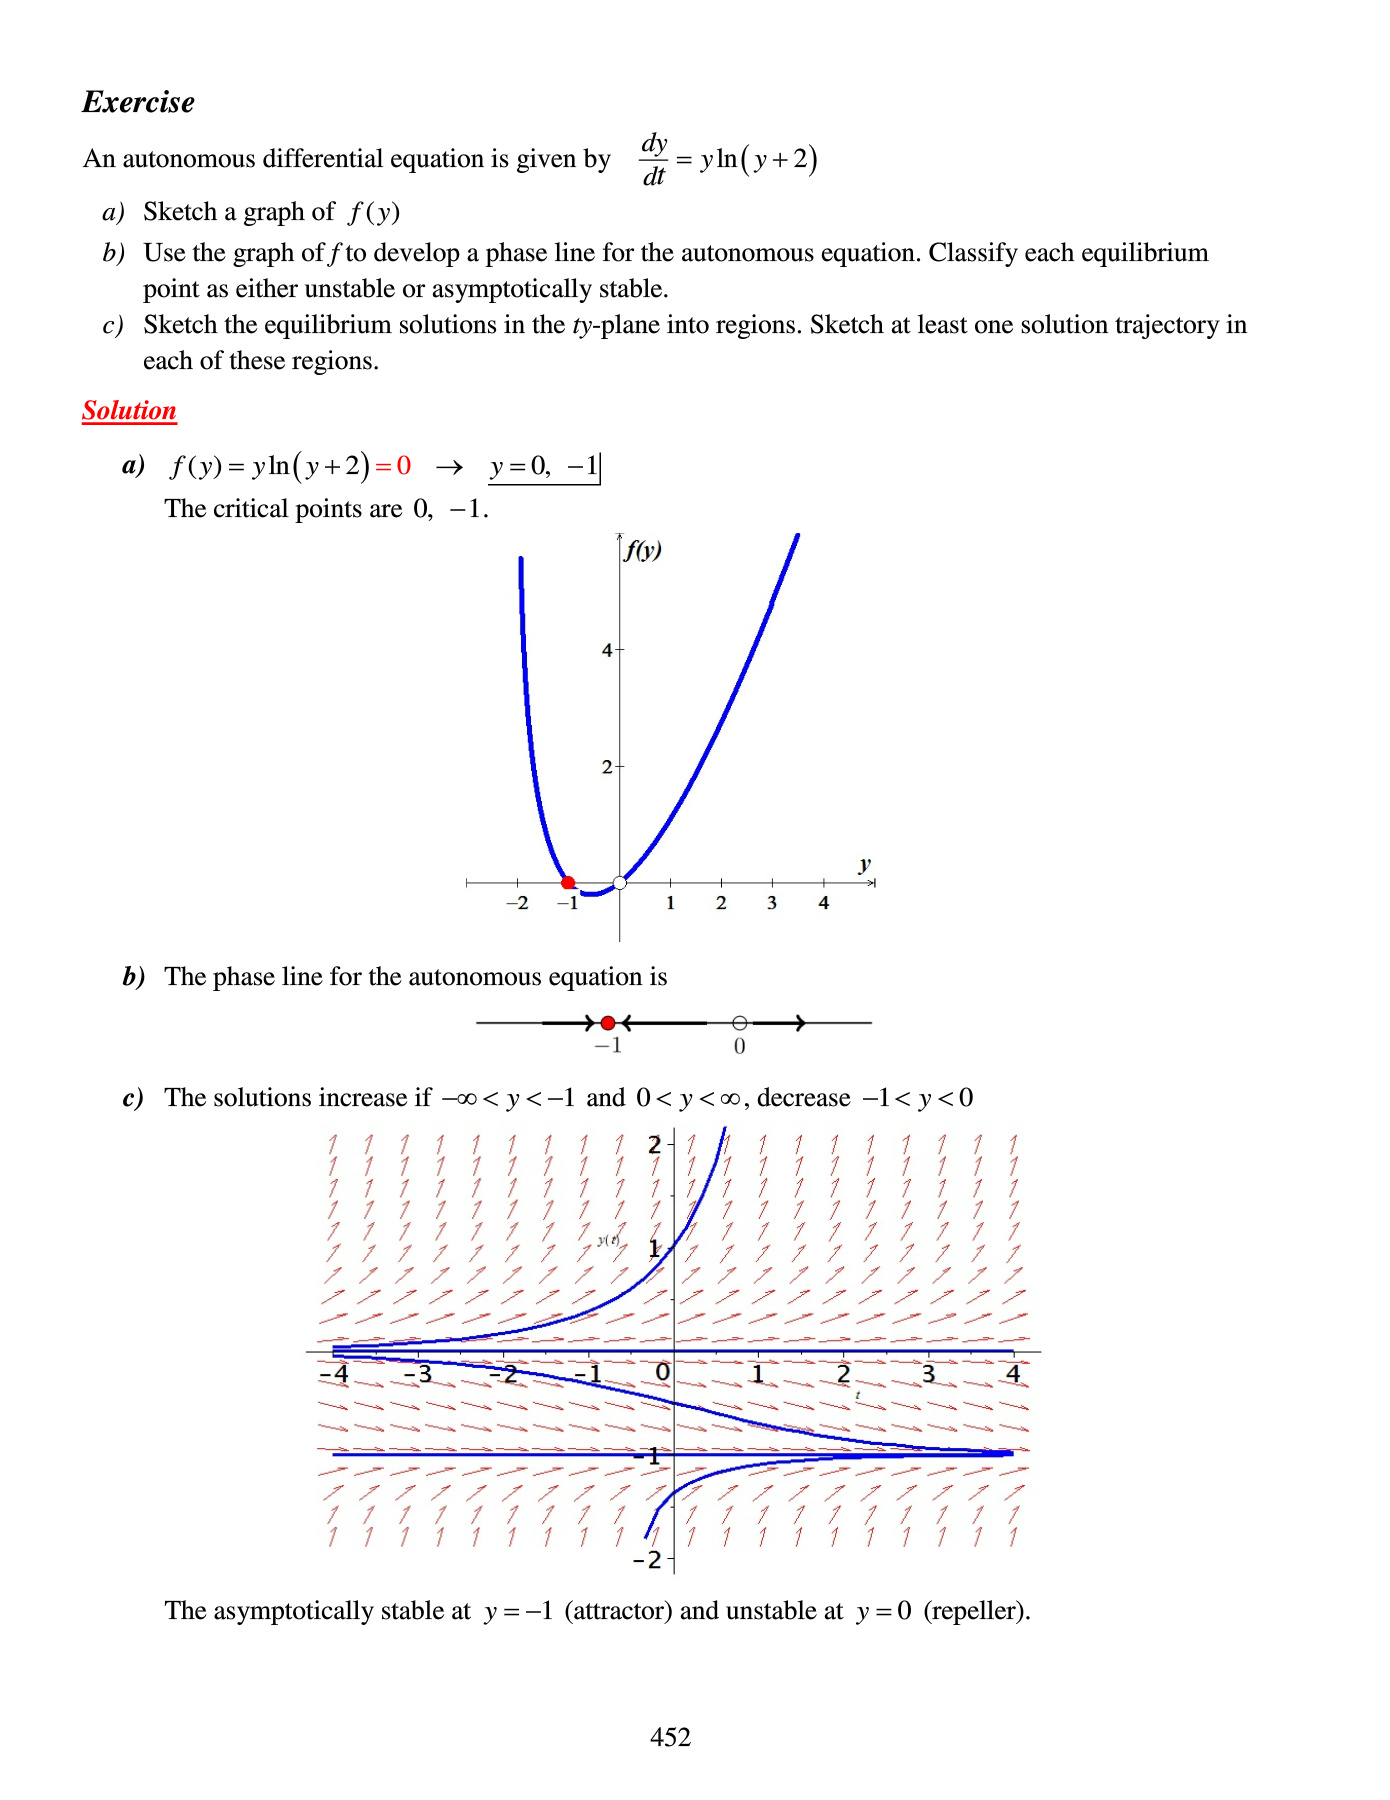 Exercise
An autonomous differential equation is given by dy/dt = y ln(y + 2)
a) Sketch a graph of f(y)
b) Use the graph of f to develop a phase line for the autonomous equation. Classify each equilibrium
point as either unstable or asymptotically stable.
c) Sketch the equilibrium solutions in the ty-plane into regions. Sketch at least one solution trajectory in
each of these regions.
Solution
a) f(y) = y ln(y + 2) = 0 → y = 0, −1
The critical points are 0, −1.
f(y)
4
2
y
−2 −1 1 2 3 4
b) The phase line for the autonomous equation is
−1 0
c) The solutions increase if −∞ < y < −1 and 0 < y < ∞, decrease −1 < y < 0
2
y(t)
1
−4 −3 −2 −1 0 1 2 3 4
t
−1
−2
The asymptotically stable at y = −1 (attractor) and unstable at y = 0 (repeller).
452